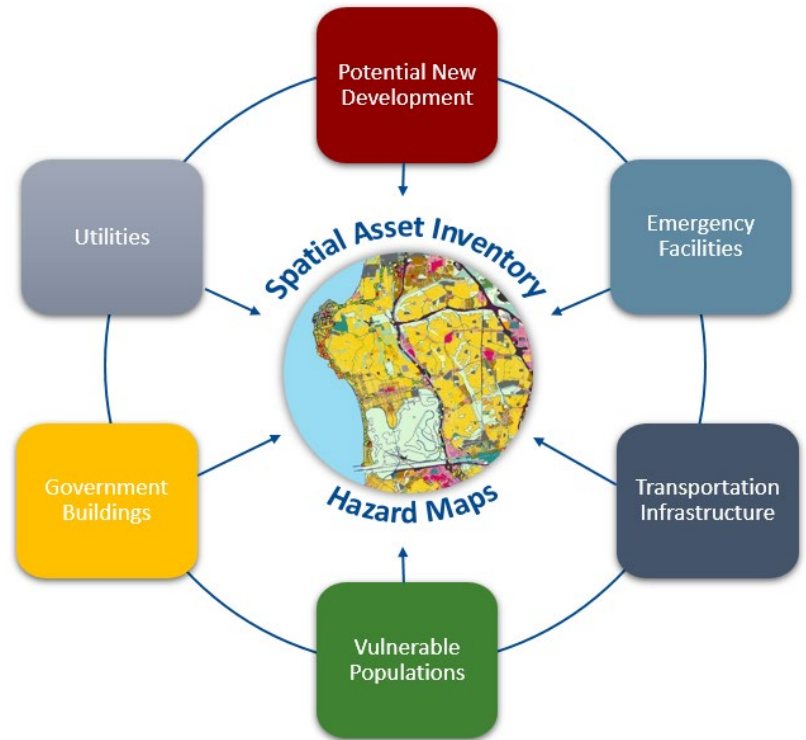 Potential New
Development
Utilities
Emergency
Facilities
Spatial Asset Inventory
Government
Buildings
Transportation
Infrastructure
Hazard Maps
Vulnerable
Populations